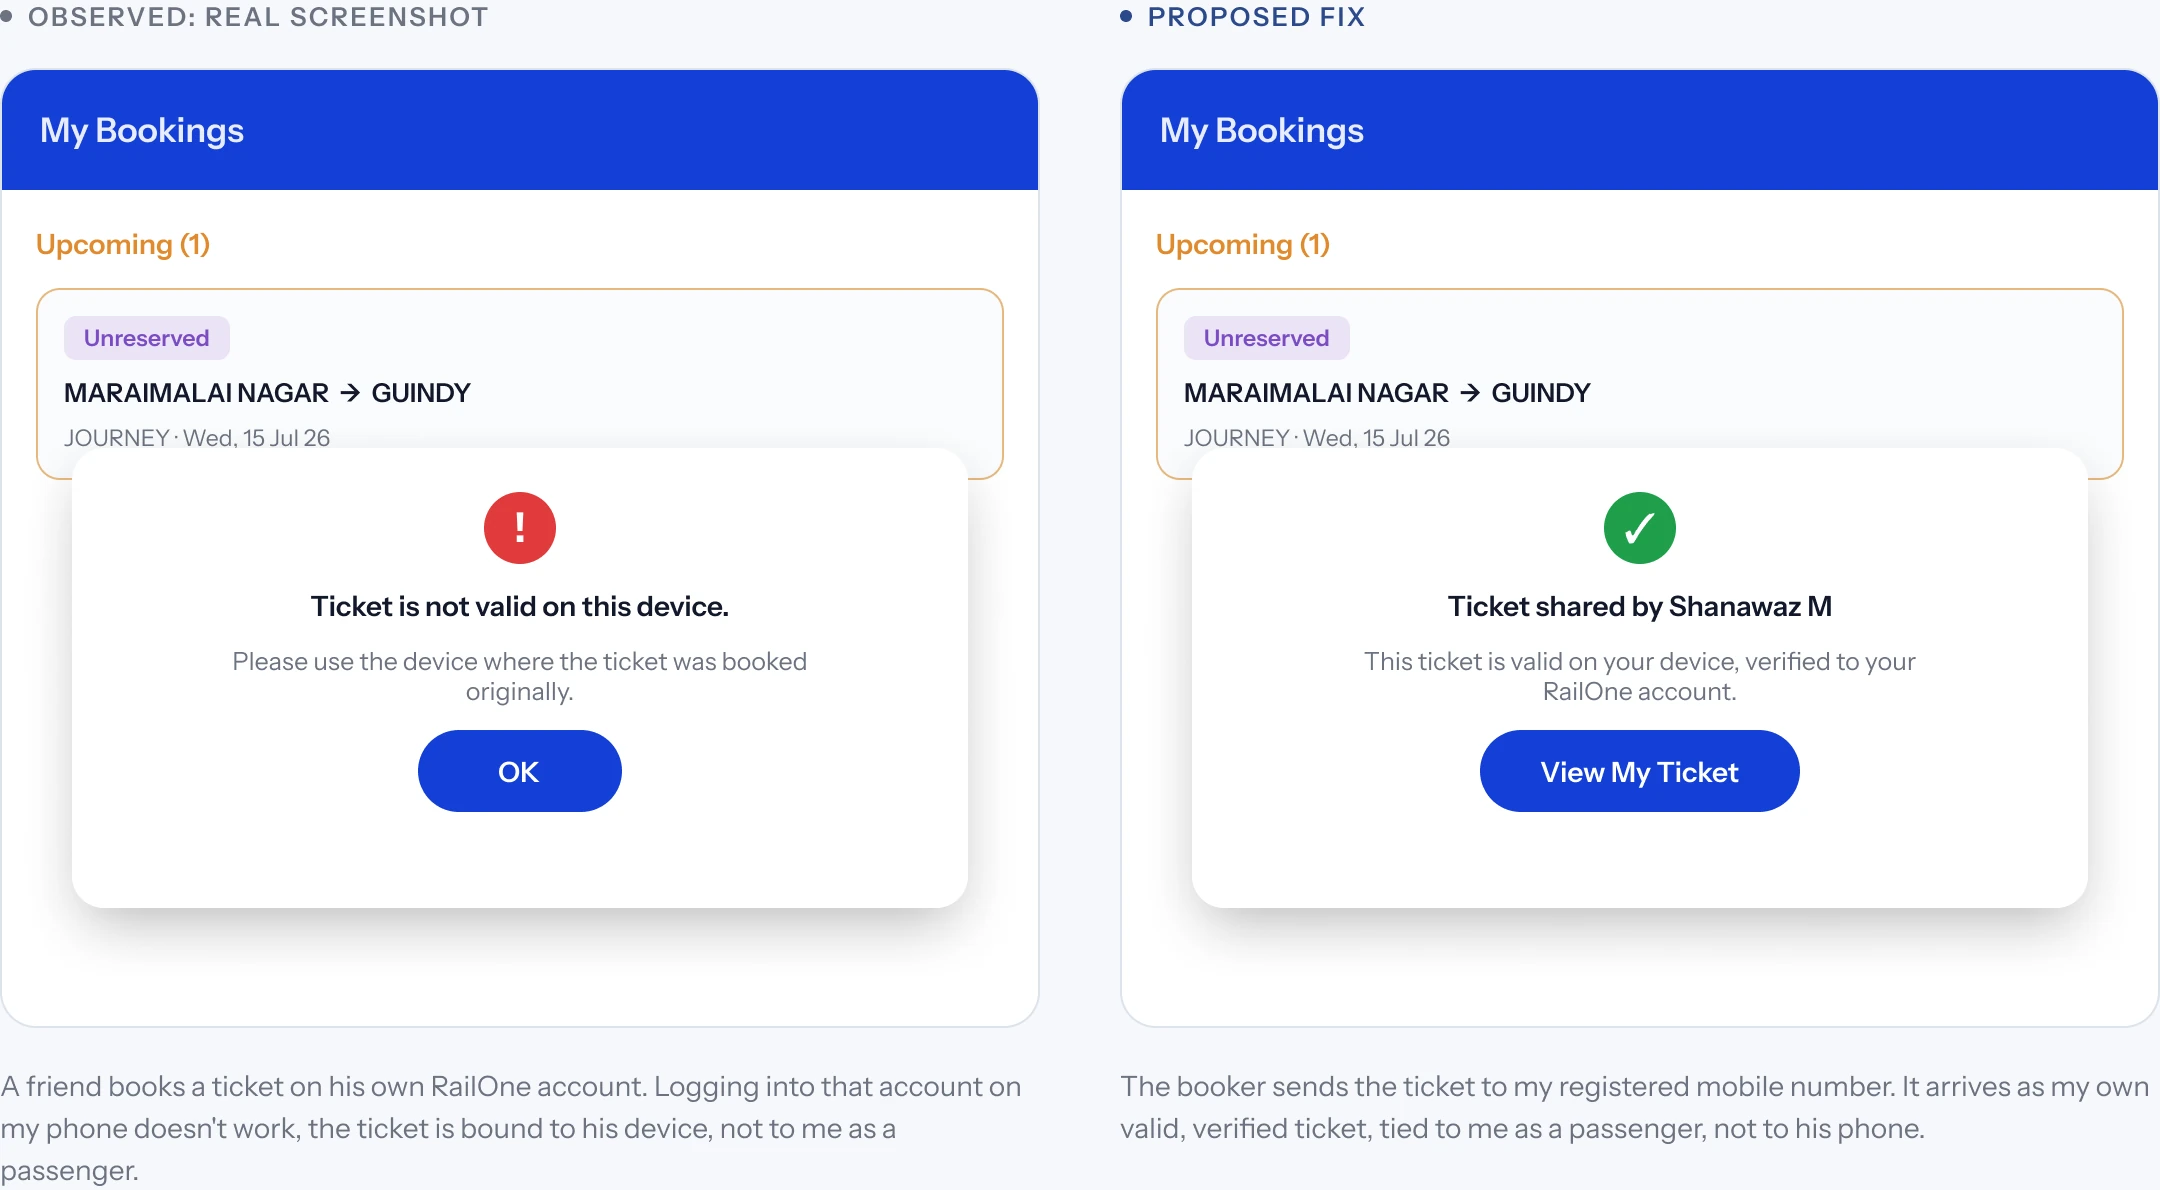 • OBSERVED: REAL SCREENSHOT
My Bookings
Upcoming (1)
Unreserved
MARAIMALAI NAGAR → GUINDY
JOURNEY · Wed, 15 Jul 26
!
Ticket is not valid on this device.
Please use the device where the ticket was booked
originally.
OK
A friend books a ticket on his own RailOne account. Logging into that account on
my phone doesn't work, the ticket is bound to his device, not to me as a
passenger.
• PROPOSED FIX
My Bookings
Upcoming (1)
Unreserved
MARAIMALAI NAGAR → GUINDY
JOURNEY · Wed, 15 Jul 26
✓
Ticket shared by Shanawaz M
This ticket is valid on your device, verified to your
RailOne account.
View My Ticket
The booker sends the ticket to my registered mobile number. It arrives as my own
valid, verified ticket, tied to me as a passenger, not to his phone.